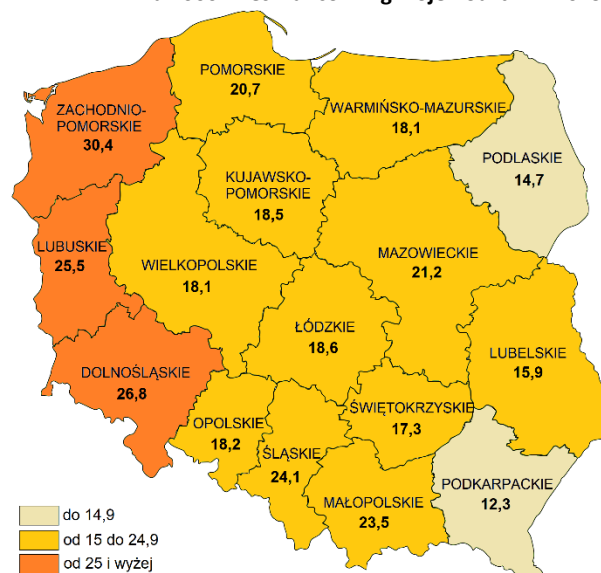 POMORSKIE
20,7
ZACHODNIO-
POMORSKIE
30,4
WARMIŃSKO-MAZURSKIE
18,1
PODLASKIE
14,7
KUJAWSKO-
POMORSKIE
18,5
LUBUSKIE
25,5
WIELKOPOLSKIE
18,1
MAZOWIECKIE
21,2
ŁÓDZKIE
18,6
LUBELSKIE
15,9
DOLNOŚLĄSKIE
26,8
OPOLSKIE
18,2
ŚLĄSKIE
24,1
ŚWIĘTOKRZYSKIE
17,3
MAŁOPOLSKIE
23,5
PODKARPACKIE
12,3
do 14,9
od 15 do 24,9
od 25 i wyżej